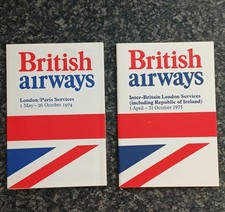 British
airways
London/Paris Services
1 May - 26 October 1974
British
airways
Inter-Britain London Services
(including Republic of Ireland)
1 April - 31 October 1975